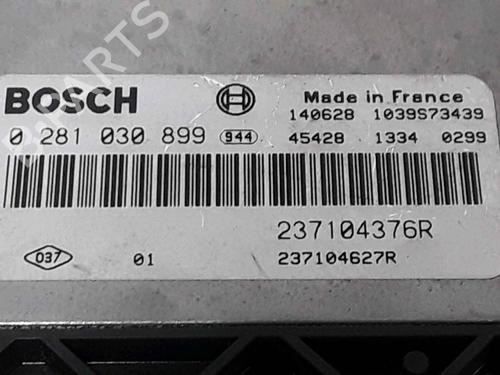 BOSCH
Made in France
140628 1039S73439
0 281 030 899 944 45428 1334 0299
237104376R
037 01 237104627R